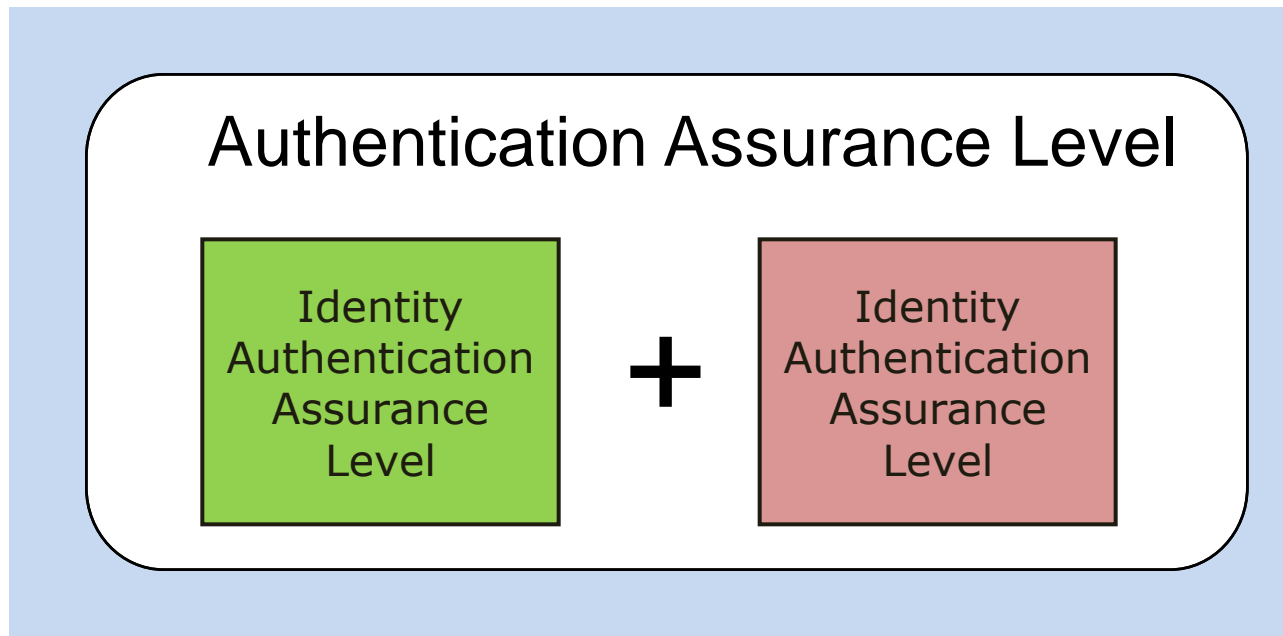 Authentication Assurance Level
Identity
Authentication
Assurance
Level
+
Identity
Authentication
Assurance
Level